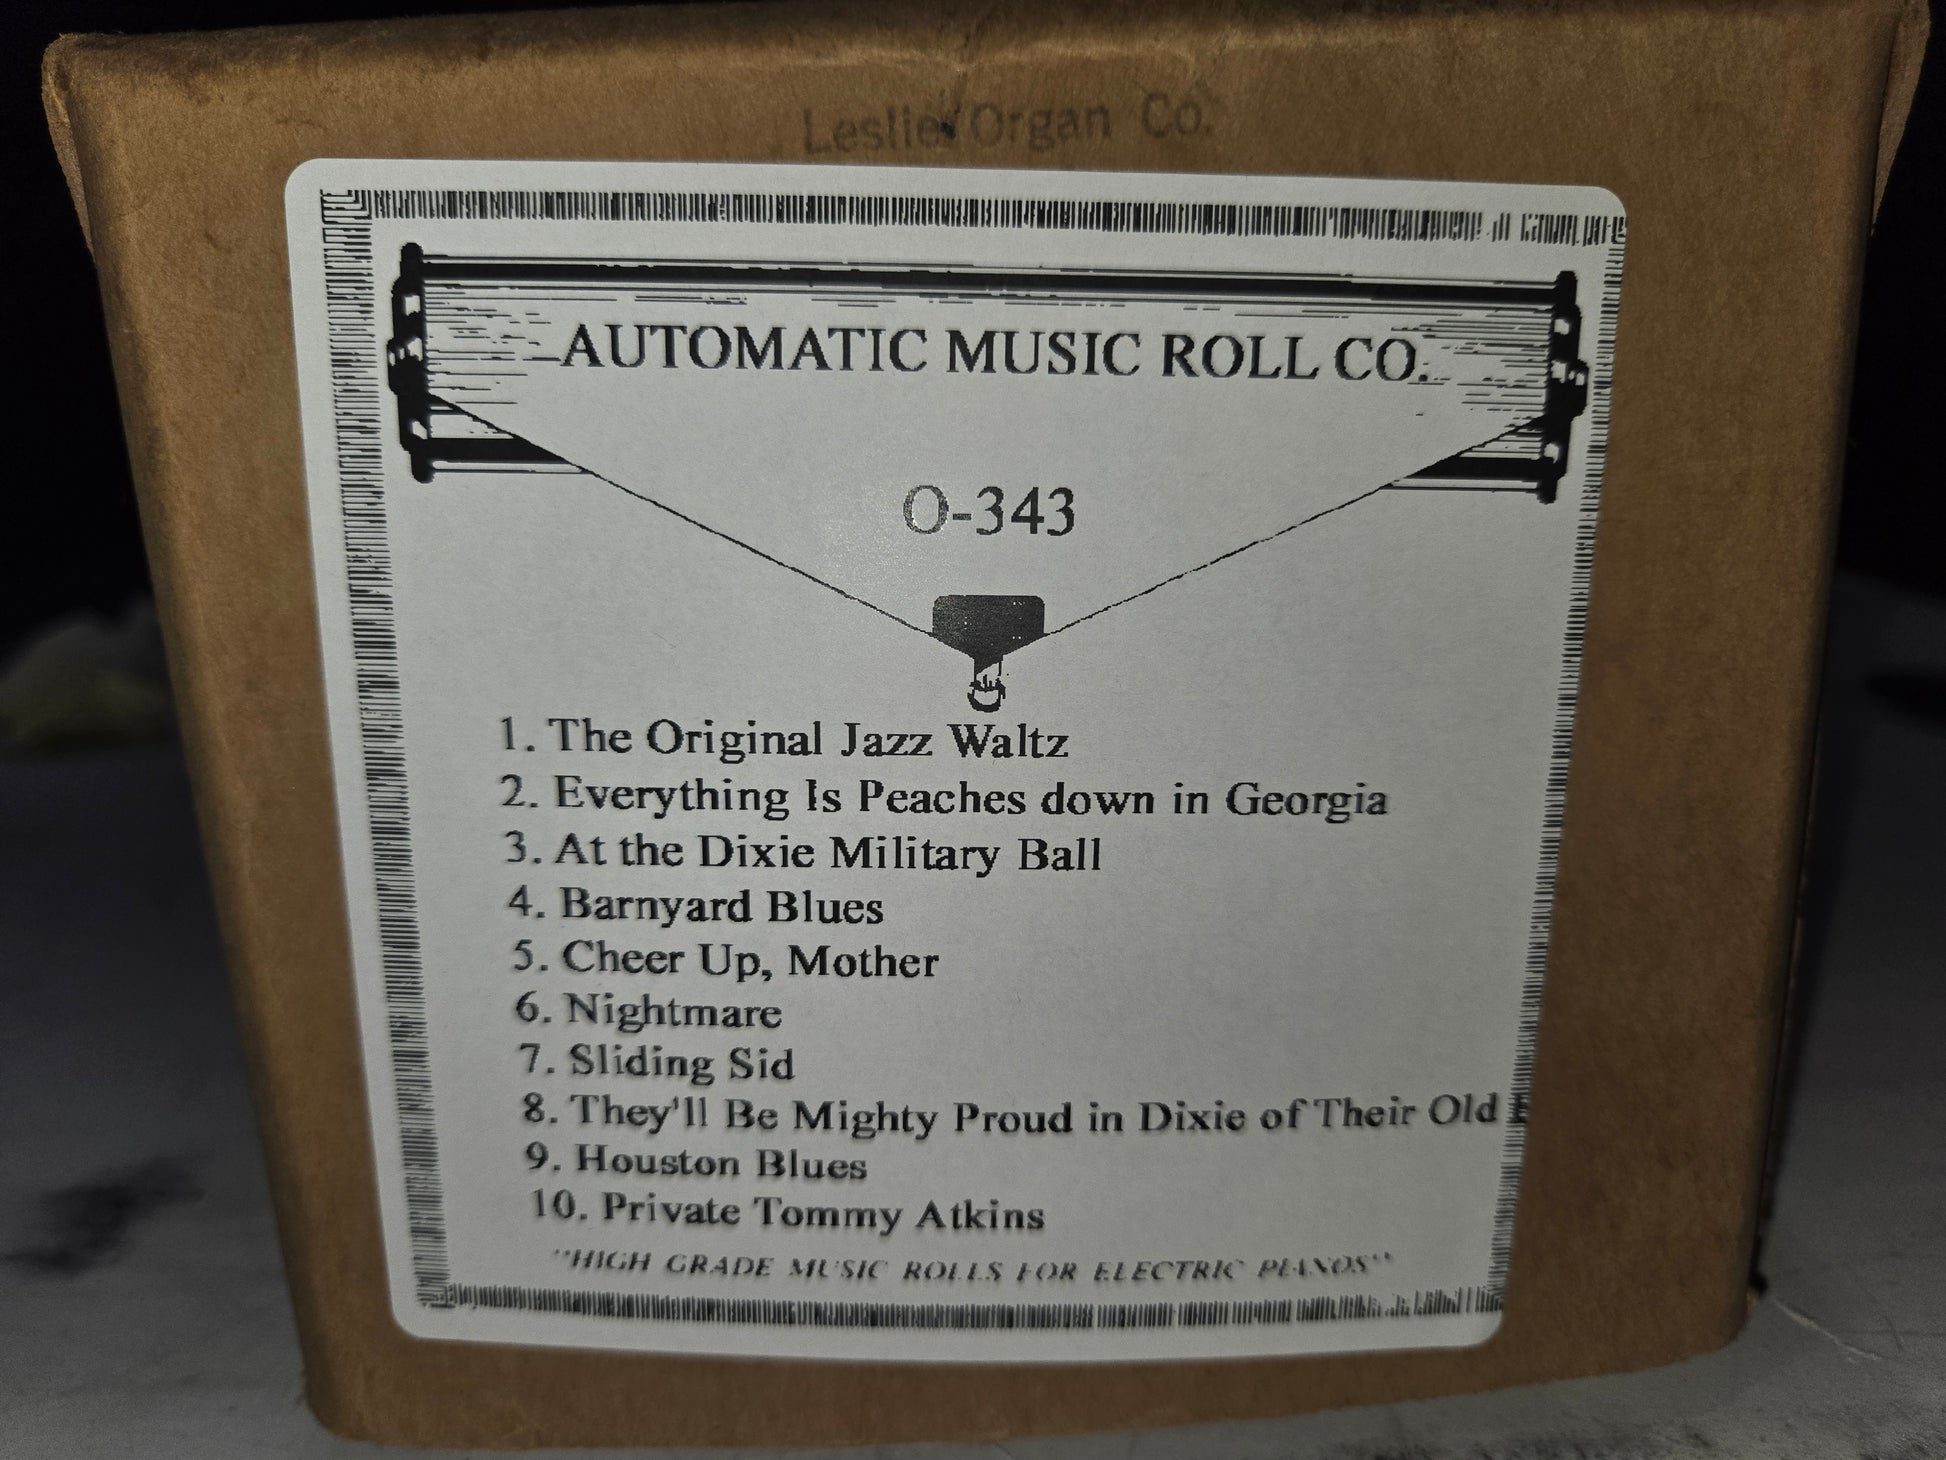 Leslie Organ Co.
AUTOMATIC MUSIC ROLL CO.
O-343
1. The Original Jazz Waltz
2. Everything Is Peaches down in Georgia
3. At the Dixie Military Ball
4. Barnyard Blues
5. Cheer Up, Mother
6. Nightmare
7. Sliding Sid
8. They'll Be Mighty Proud in Dixie of Their Old
9. Houston Blues
10. Private Tommy Atkins
"HIGH GRADE MUSIC ROLLS FOR ELECTRIC PIANOS"